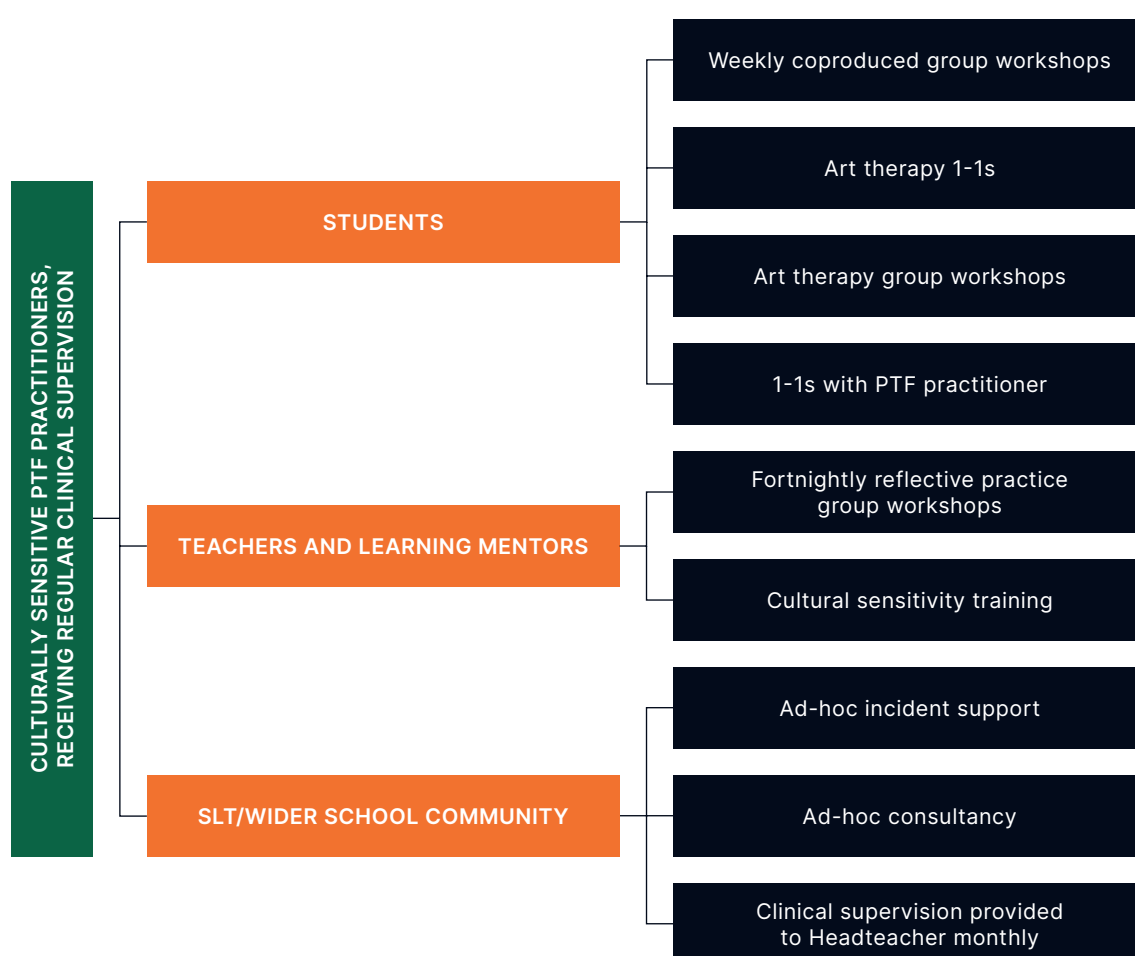 CULTURALLY SENSITIVE PTF PRACTITIONERS,
RECEIVING REGULAR CLINICAL SUPERVISION
STUDENTS
Weekly coproduced group workshops
Art therapy 1-1s
Art therapy group workshops
1-1s with PTF practitioner
TEACHERS AND LEARNING MENTORS
Fortnightly reflective practice
group workshops
Cultural sensitivity training
SLT/WIDER SCHOOL COMMUNITY
Ad-hoc incident support
Ad-hoc consultancy
Clinical supervision provided
to Headteacher monthly